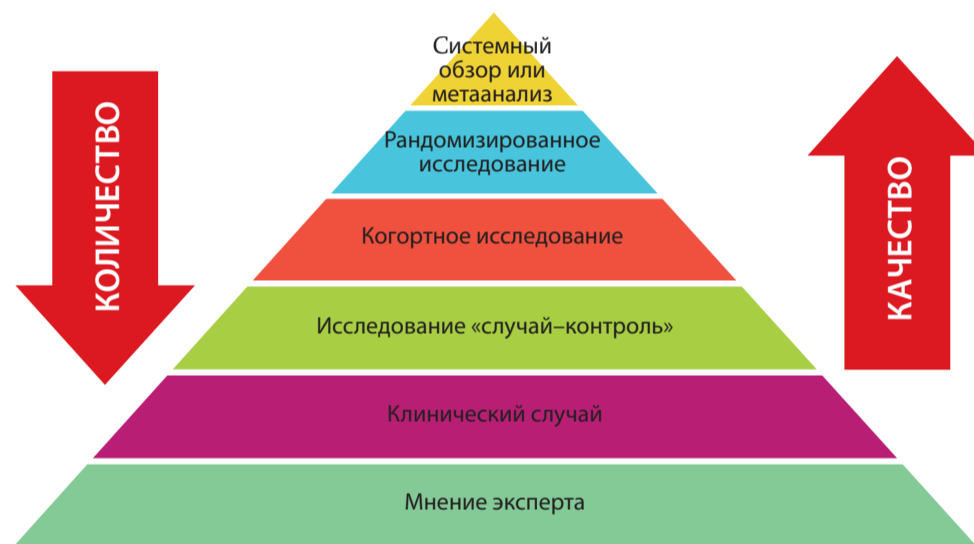 Системный
обзор или
метаанализ
Рандомизированное
исследование
Когортное исследование
Исследование «случай–контроль»
Клинический случай
Мнение эксперта
КОЛИЧЕСТВО
КАЧЕСТВО